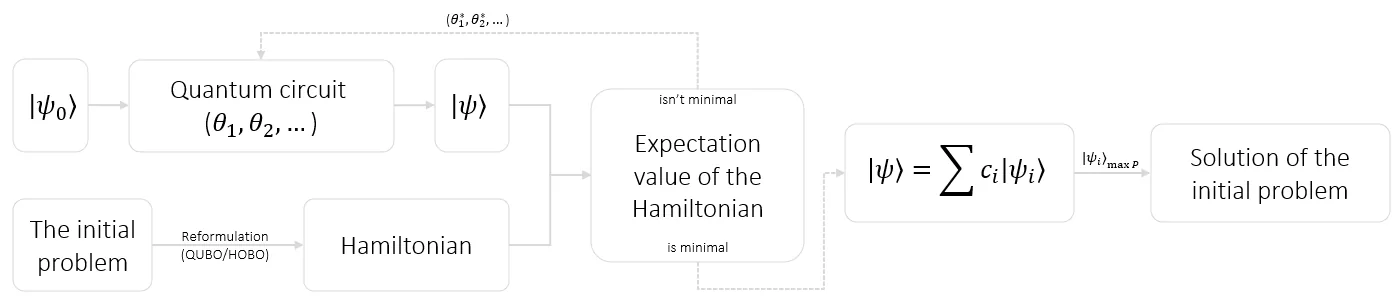 (θ₁*, θ₂*, … )
|ψ₀⟩
Quantum circuit
(θ₁, θ₂, … )
|ψ⟩
isn’t minimal
Expectation
value of the
Hamiltonian
is minimal
The initial
problem
Reformulation
(QUBO/HOBO)
Hamiltonian
|ψ⟩ = ∑ cᵢ|ψᵢ⟩
|ψᵢ⟩max P
Solution of the
initial problem